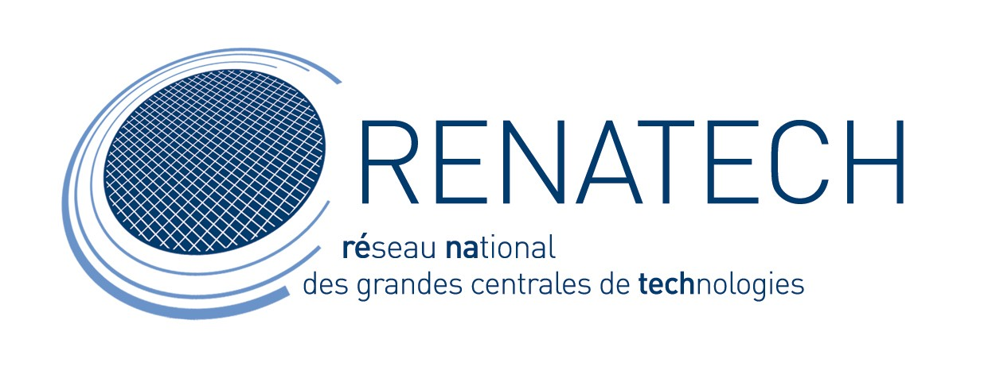 RENATECH
réseau national
des grandes centrales de technologies